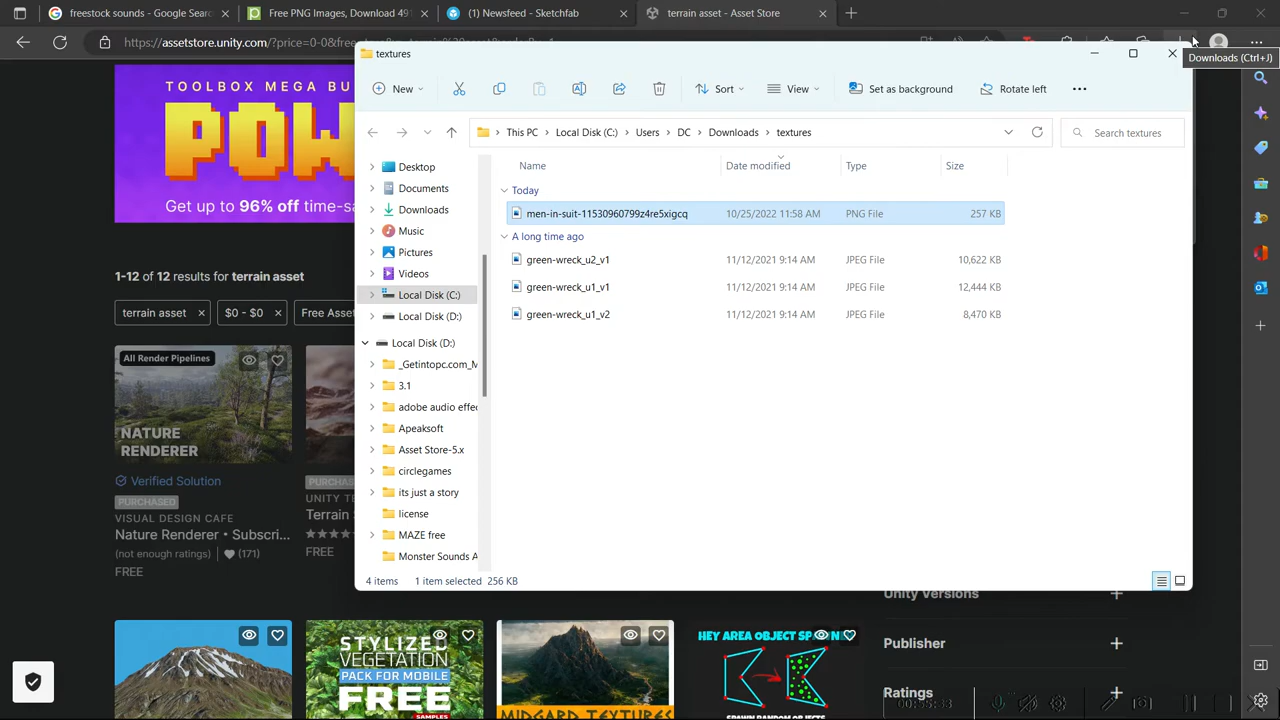 freestock sounds - Google Sear
Free PNG Images, Download 491
(1) Newsfeed - Sketchfab
terrain asset - Asset Store
https://assetstore.unity.com/?price=0-0&free
textures
Downloads (Ctrl+J)
New
Sort
View
Set as background
Rotate left
This PC > Local Disk (C:) > Users > DC > Downloads > textures
Search textures
Name
Date modified
Type
Size
Today
men-in-suit-11530960799z4re5xigcq 10/25/2022 11:58 AM PNG File 257 KB
A long time ago
green-wreck_u2_v1 11/12/2021 9:14 AM JPEG File 10,622 KB
green-wreck_u1_v1 11/12/2021 9:14 AM JPEG File 12,444 KB
green-wreck_u1_v2 11/12/2021 9:14 AM JPEG File 8,470 KB
Desktop
Documents
Downloads
Music
Pictures
Videos
Local Disk (C:)
Local Disk (D:)
Local Disk (D:)
_Getintopc.com_M
3.1
adobe audio effec
Apeaksoft
Asset Store-5.x
circlegames
its just a story
license
MAZE free
Monster Sounds A
4 items 1 item selected 256 KB
TOOLBOX MEGA BU
POW
Get up to 96% off time-s
1-12 of 12 results for terrain asset
terrain asset ×
$0 - $0 ×
Free Asset
All Render Pipelines
NATURE
RENDERER
Verified Solution
PURCHASED
VISUAL DESIGN CAFE
Nature Renderer • Subscri
(not enough ratings) (171)
FREE
PURCHAS
UNITY TE
Terrain
FREE
STYLIZED
VEGETATION
PACK FOR MOBILE
FREE
SAMPLES
MIDGARD TEXTURES
HEY AREA OBJECT SPAWN
SPAWN RANDOM OBJECTS
Unity Versions
Publisher
Ratings